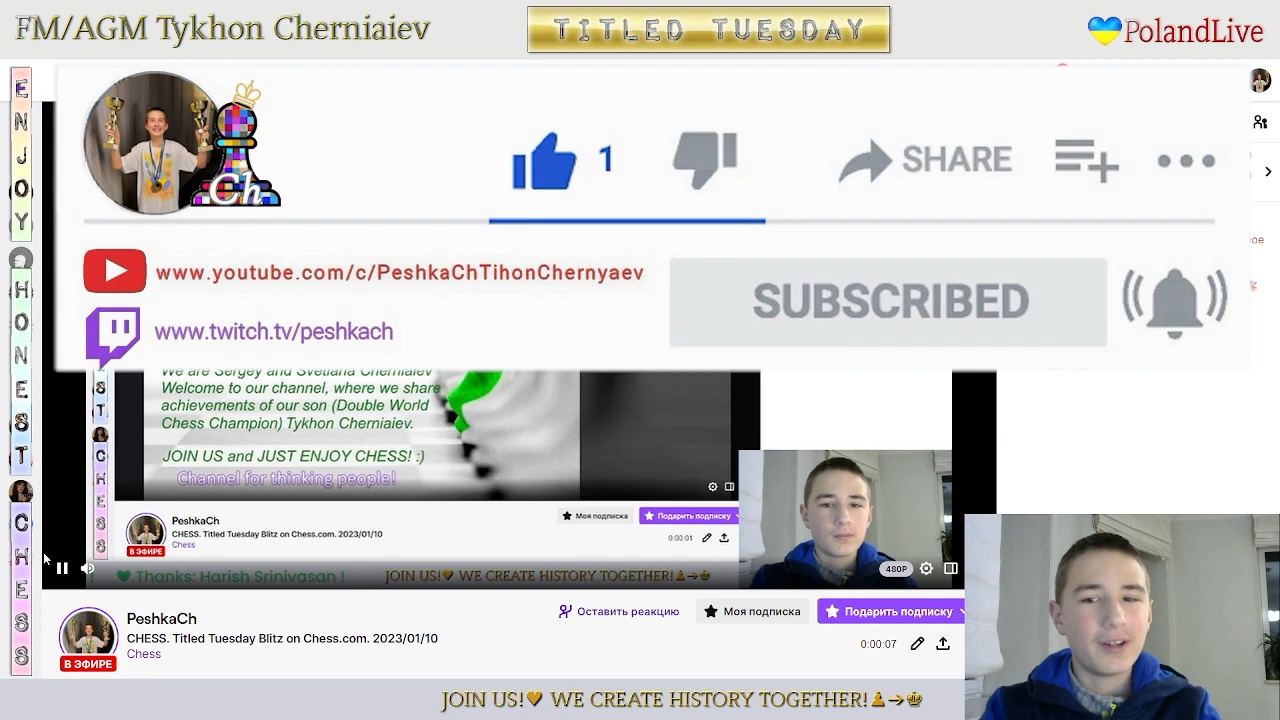 FM/AGM Tykhon Cherniaiev
TITLED TUESDAY
PolandLive
ENJOY HONEST CHESS
Ch
1
SHARE
www.youtube.com/c/PeshkaChTihonChernyaev
SUBSCRIBED
www.twitch.tv/peshkach
We are Sergey and Svetlana Cherniaiev
Welcome to our channel, where we share
achievements of our son (Double World
Chess Champion) Tykhon Cherniaiev.
JOIN US and JUST ENJOY CHESS! :)
Channel for thinking people!
ST CHESS
PeshkaCh
CHESS. Titled Tuesday Blitz on Chess.com. 2023/01/10
Chess
В ЭФИРЕ
Моя подписка
Подарить подписку
0:00:01
Thanks: Harish Srinivasan !
JOIN US! WE CREATE HISTORY TOGETHER!
480P
PeshkaCh
CHESS. Titled Tuesday Blitz on Chess.com. 2023/01/10
Chess
В ЭФИРЕ
Оставить реакцию
Моя подписка
Подарить подписку
0:00:07
JOIN US! WE CREATE HISTORY TOGETHER!